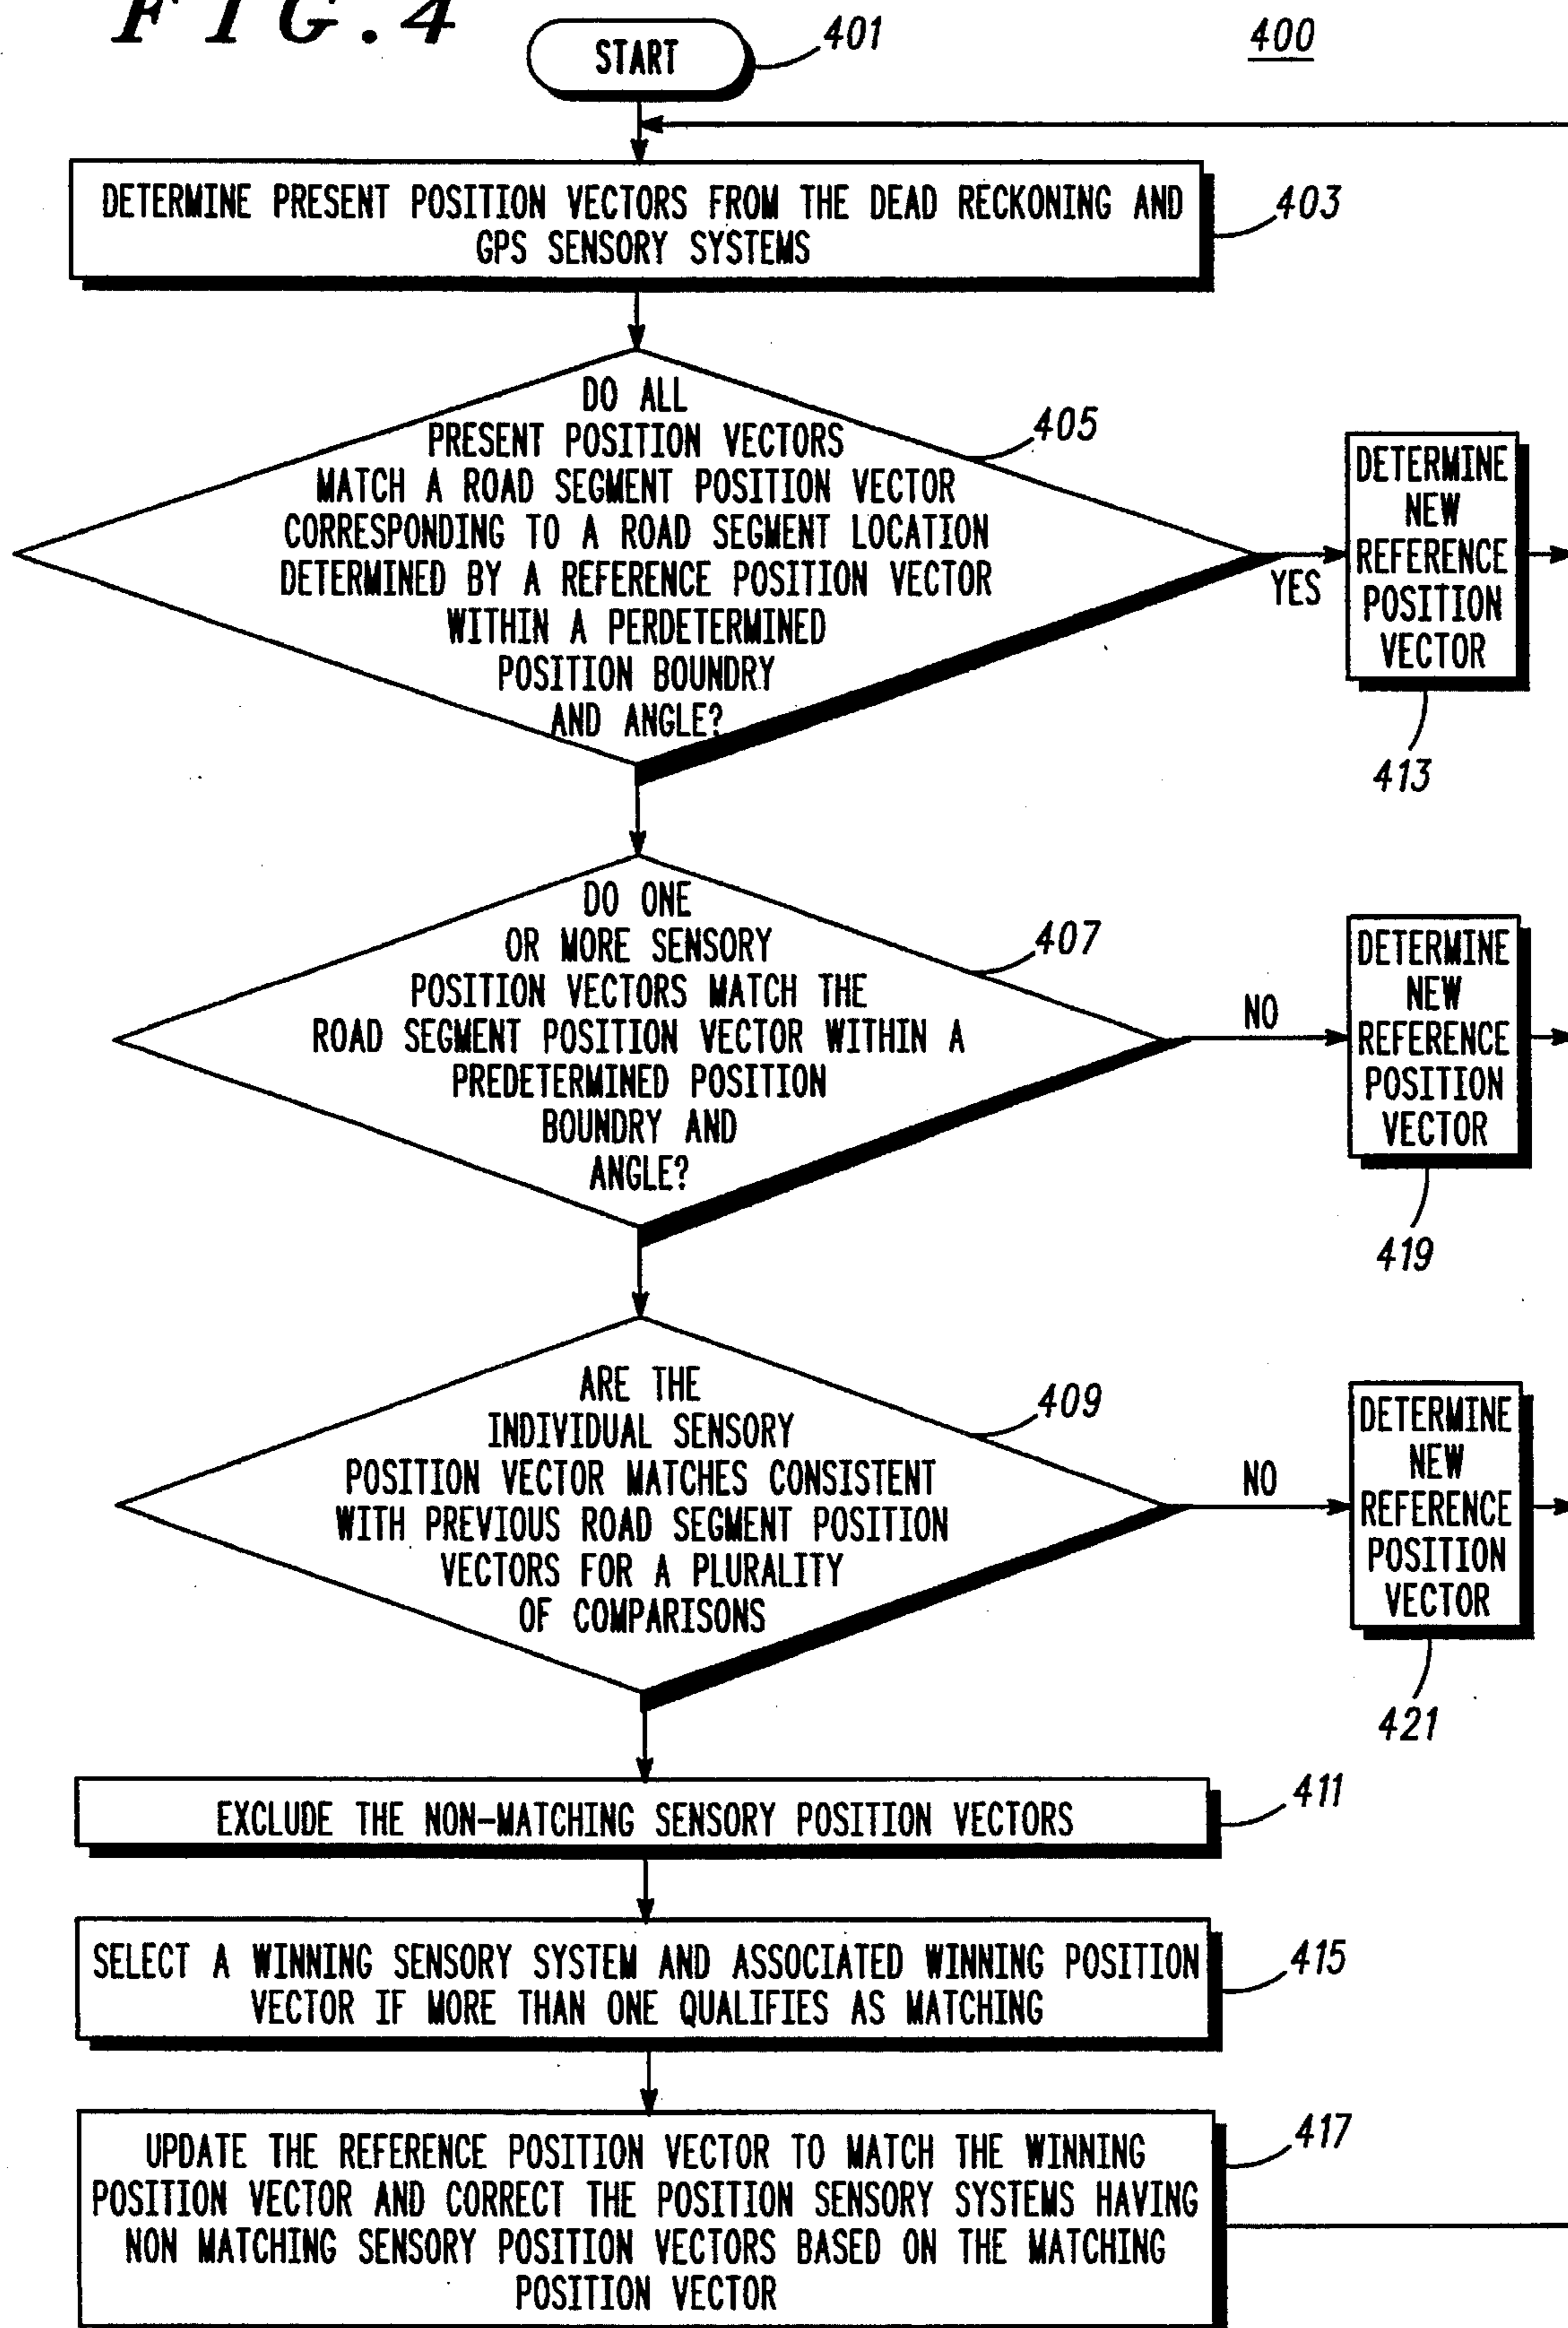 FIG.4
START
401
400
DETERMINE PRESENT POSITION VECTORS FROM THE DEAD RECKONING AND
GPS SENSORY SYSTEMS
403
DO ALL
PRESENT POSITION VECTORS
MATCH A ROAD SEGMENT POSITION VECTOR
CORRESPONDING TO A ROAD SEGMENT LOCATION
DETERMINED BY A REFERENCE POSITION VECTOR
WITHIN A PERDETERMINED
POSITION BOUNDRY
AND ANGLE?
405
YES
DETERMINE
NEW
REFERENCE
POSITION
VECTOR
413
DO ONE
OR MORE SENSORY
POSITION VECTORS MATCH THE
ROAD SEGMENT POSITION VECTOR WITHIN A
PREDETERMINED POSITION
BOUNDRY AND
ANGLE?
407
NO
DETERMINE
NEW
REFERENCE
POSITION
VECTOR
419
ARE THE
INDIVIDUAL SENSORY
POSITION VECTOR MATCHES CONSISTENT
WITH PREVIOUS ROAD SEGMENT POSITION
VECTORS FOR A PLURALITY
OF COMPARISONS
409
NO
DETERMINE
NEW
REFERENCE
POSITION
VECTOR
421
EXCLUDE THE NON-MATCHING SENSORY POSITION VECTORS
411
SELECT A WINNING SENSORY SYSTEM AND ASSOCIATED WINNING POSITION
VECTOR IF MORE THAN ONE QUALIFIES AS MATCHING
415
UPDATE THE REFERENCE POSITION VECTOR TO MATCH THE WINNING
POSITION VECTOR AND CORRECT THE POSITION SENSORY SYSTEMS HAVING
NON MATCHING SENSORY POSITION VECTORS BASED ON THE MATCHING
POSITION VECTOR
417